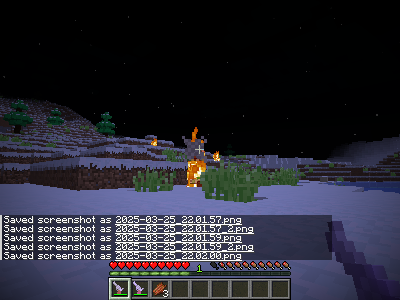 Saved screenshot as 2025-03-25_22.01.57.png
Saved screenshot as 2025-03-25_22.01.57_2.png
Saved screenshot as 2025-03-25_22.01.59.png
Saved screenshot as 2025-03-25_22.01.59_2.png
Saved screenshot as 2025-03-25_22.02.00.png
1
3